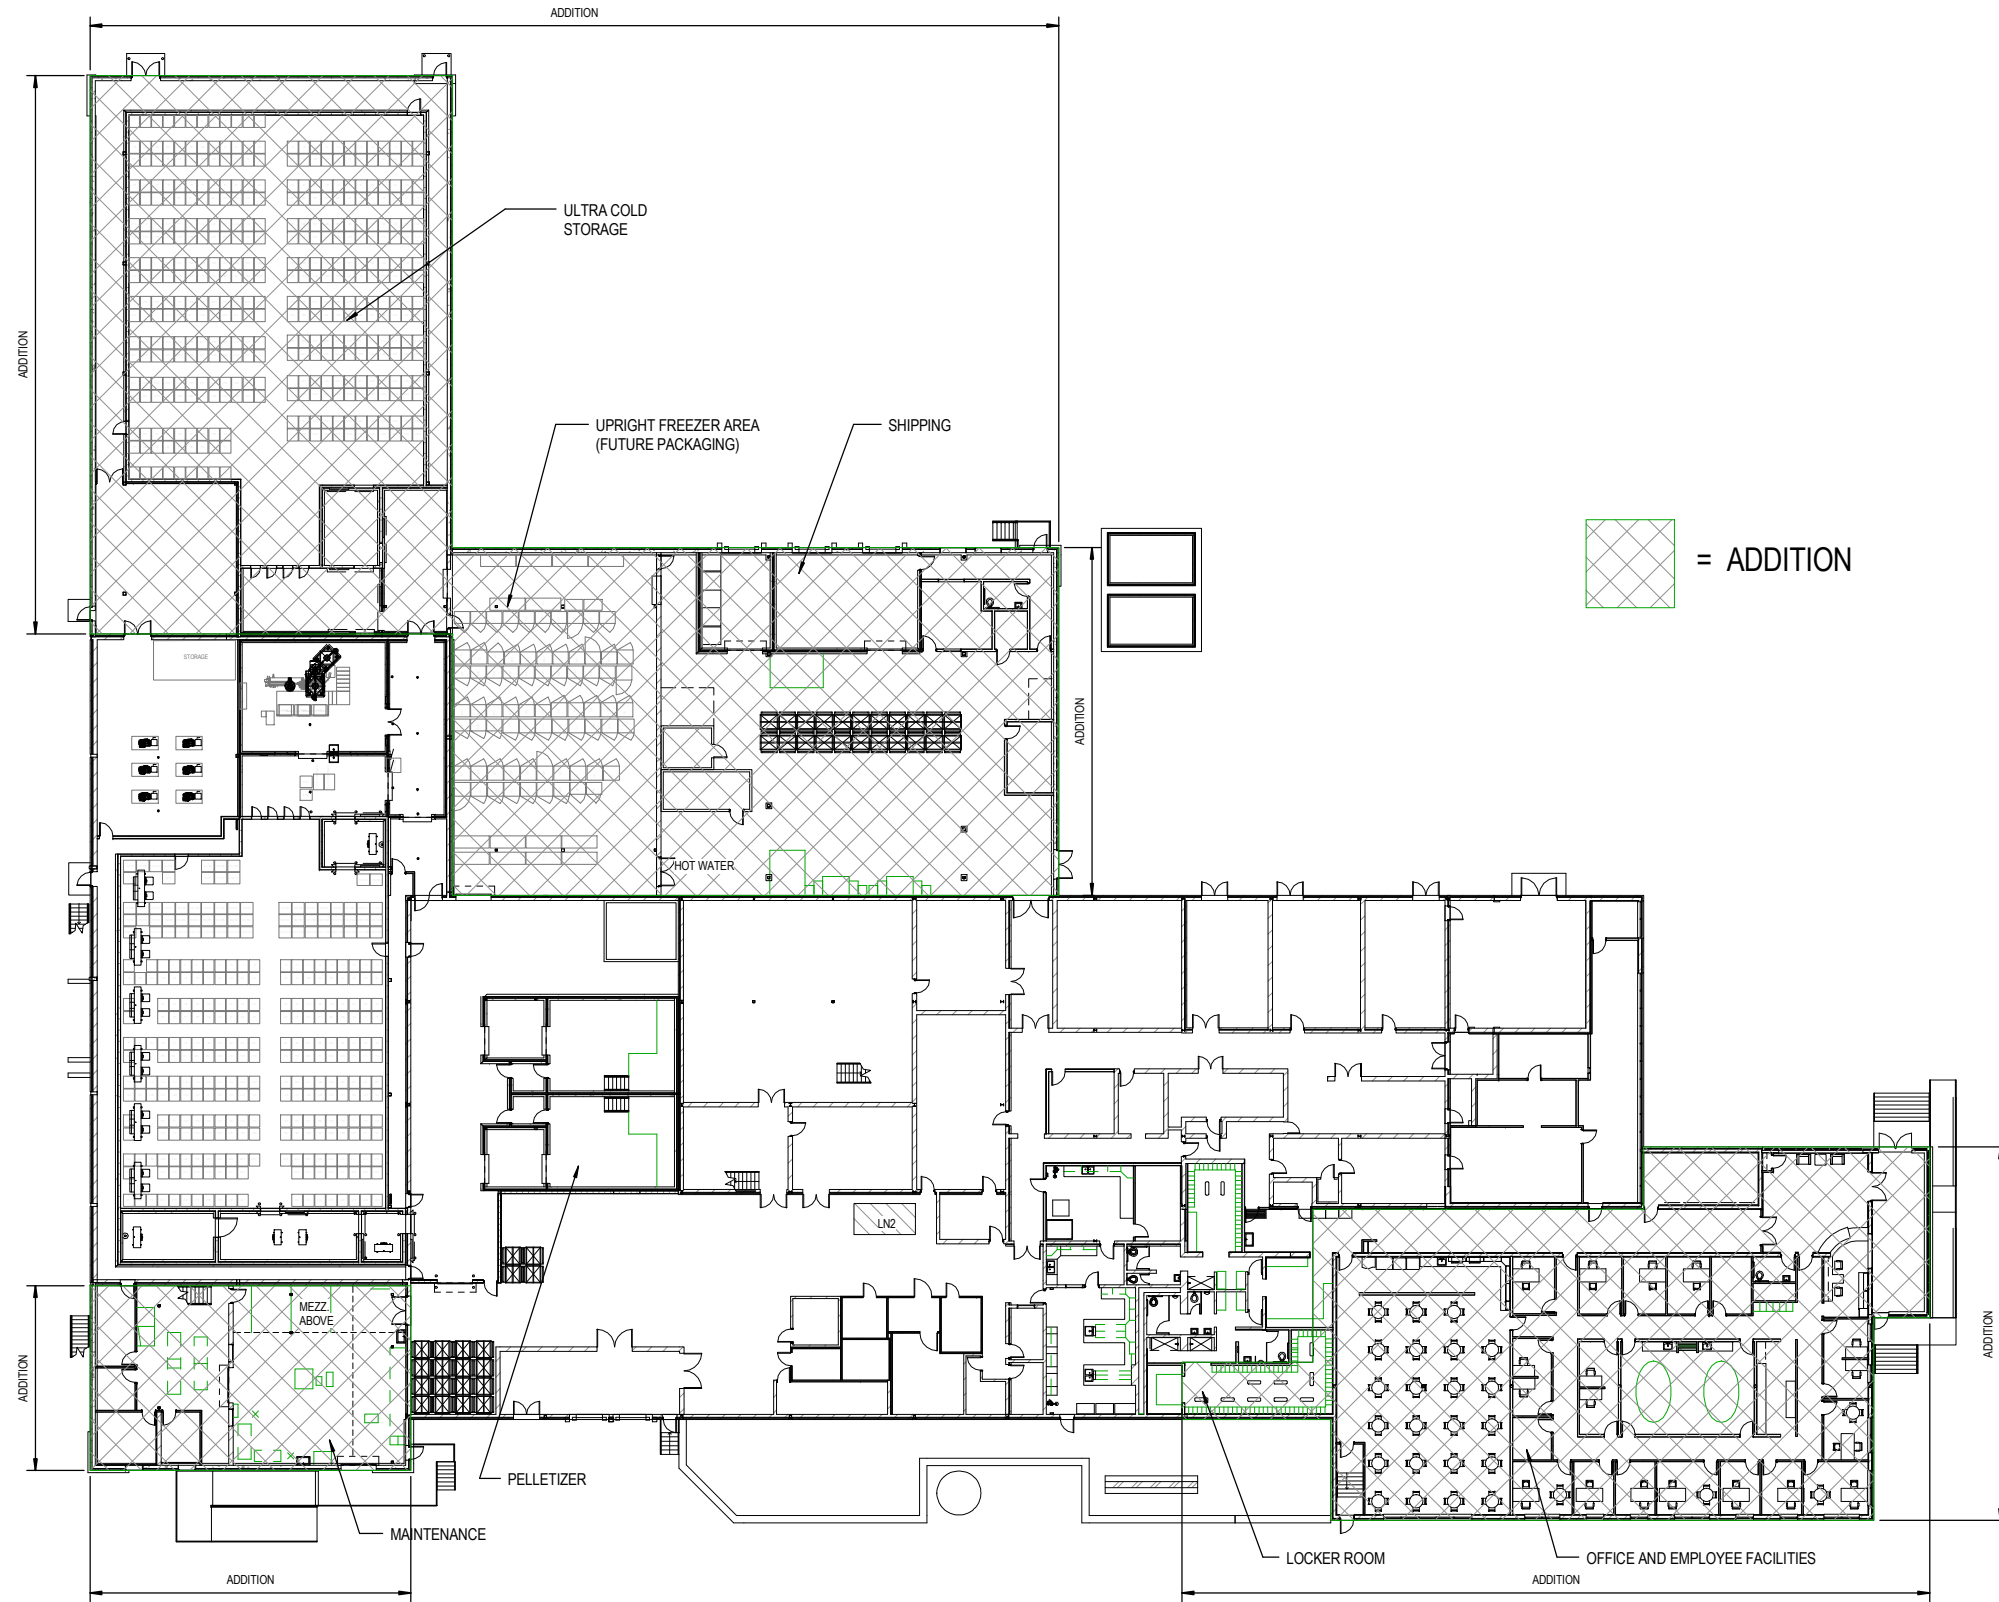 ADDITION
ADDITION
ULTRA COLD
STORAGE
UPRIGHT FREEZER AREA
(FUTURE PACKAGING)
SHIPPING
= ADDITION
STORAGE
ADDITION
HOT WATER
LN2
MEZZ.
ABOVE
ADDITION
ADDITION
PELLETIZER
MAINTENANCE
LOCKER ROOM
OFFICE AND EMPLOYEE FACILITIES
ADDITION
ADDITION